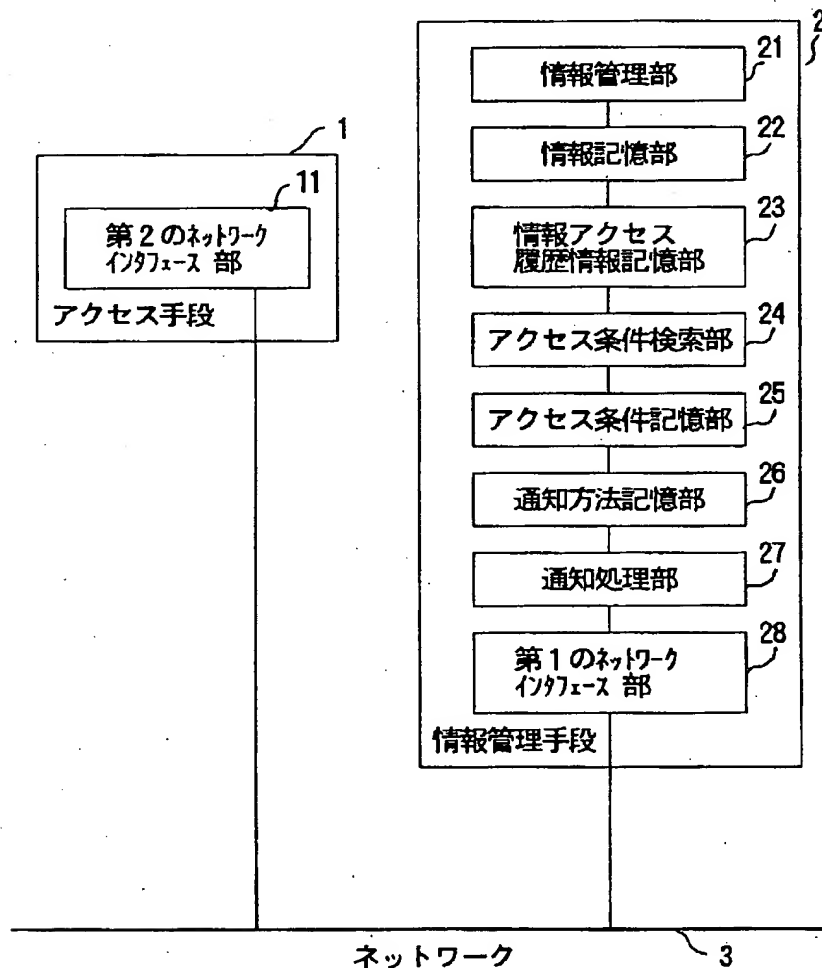 1
11
第２のネットワーク
インタフェース 部
アクセス手段
2
21
情報管理部
22
情報記憶部
23
情報アクセス
履歴情報記憶部
24
アクセス条件検索部
25
アクセス条件記憶部
26
通知方法記憶部
27
通知処理部
28
第１のネットワーク
インタフェース 部
情報管理手段
ネットワーク
3